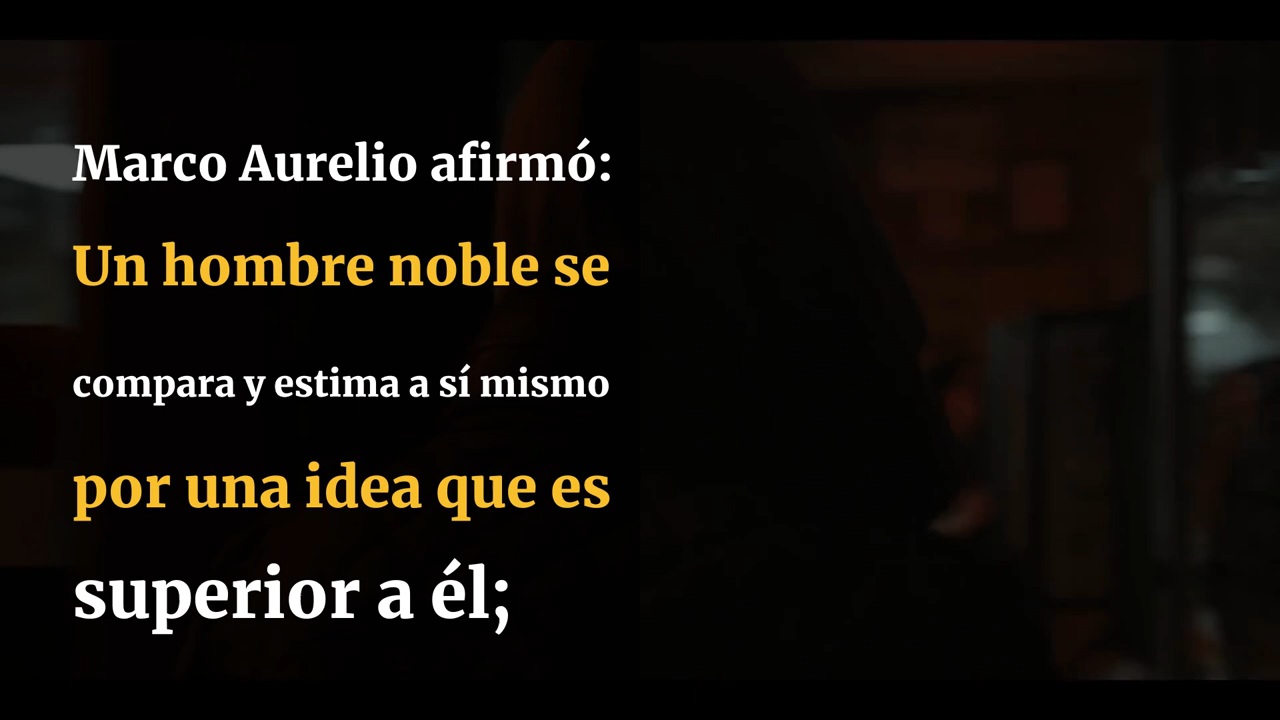 Marco Aurelio afirmó:
Un hombre noble se
compara y estima a sí mismo
por una idea que es
superior a él;